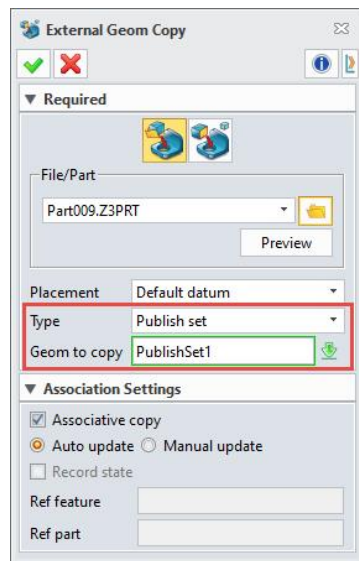 External Geom Copy
Required
File/Part
Part009.Z3PRT
Preview
Placement Default datum
Type Publish set
Geom to copy PublishSet1
Association Settings
Associative copy
Auto update Manual update
Record state
Ref feature
Ref part